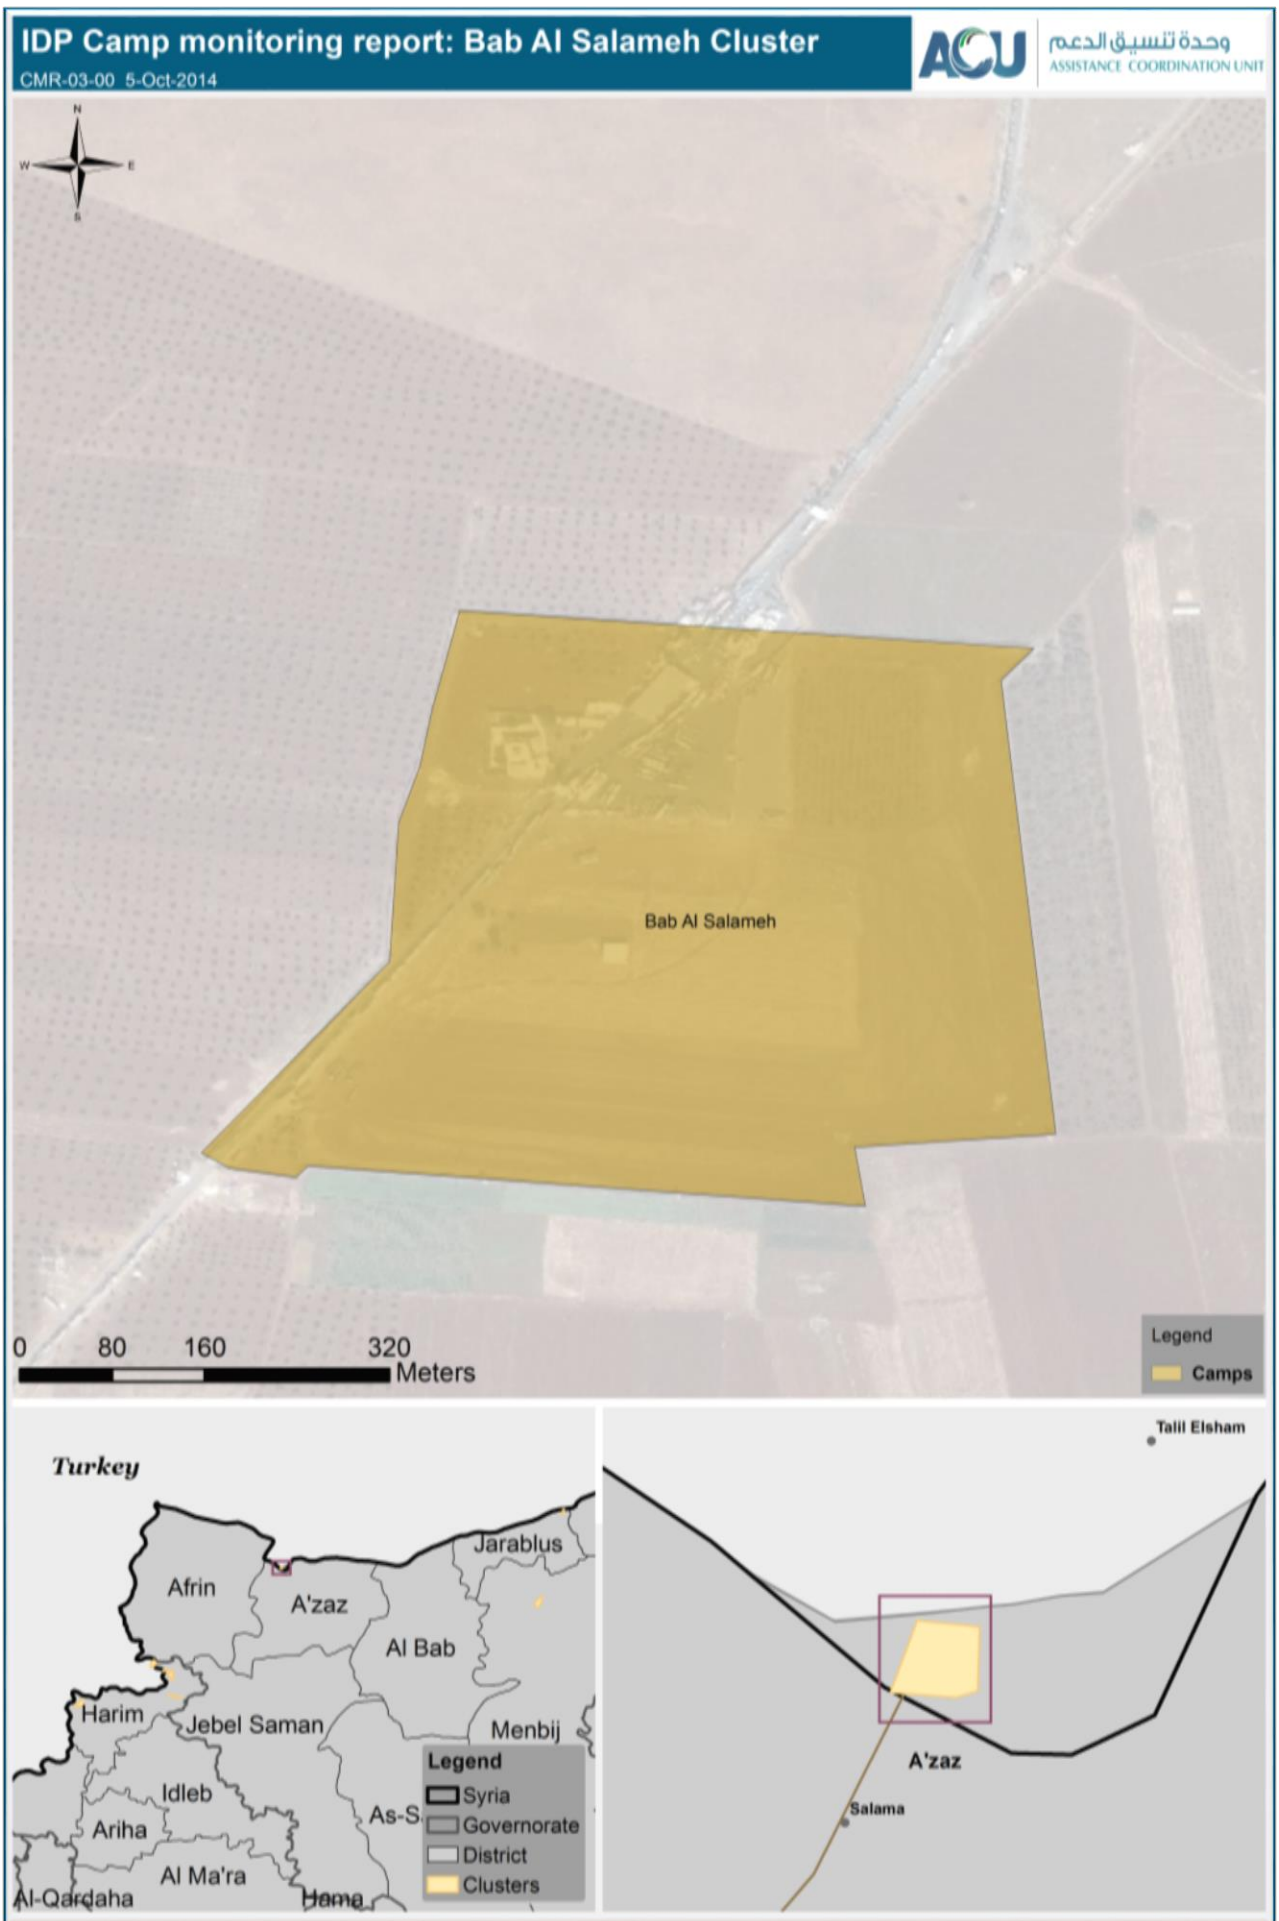 IDP Camp monitoring report: Bab Al Salameh Cluster
CMR-03-00 5-Oct-2014
ACU
وحدة تنسيق الدعم
ASSISTANCE COORDINATION UNIT
N
W E
S
Bab Al Salameh
0 80 160 320
Meters
Legend
Camps
Turkey
Afrin
A'zaz
Jarablus
Al Bab
Harim
Jebel Saman
Menbij
Idleb
Ariha
As-S
Al Ma'ra
Al-Qardaha
Hama
Legend
Syria
Governorate
District
Clusters
Talil Elsham
A'zaz
Salama